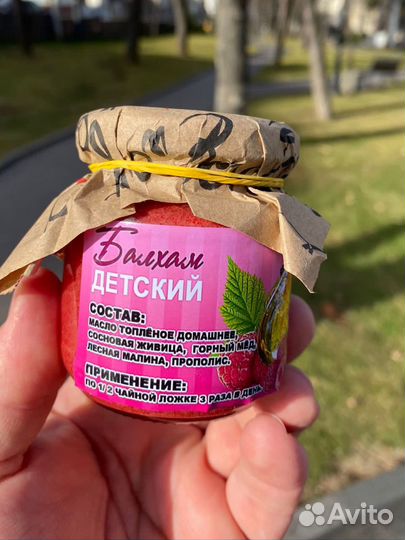 Балхам
ДЕТСКИЙ
СОСТАВ:
МАСЛО ТОПЛЁНОЕ ДОМАШНЕЕ,
СОСНОВАЯ ЖИВИЦА, ГОРНЫЙ МЁД,
ЛЕСНАЯ МАЛИНА, ПРОПОЛИС.
ПРИМЕНЕНИЕ:
ПО 1/2 ЧАЙНОЙ ЛОЖКЕ 3 РАЗА В ДЕНЬ
Avito